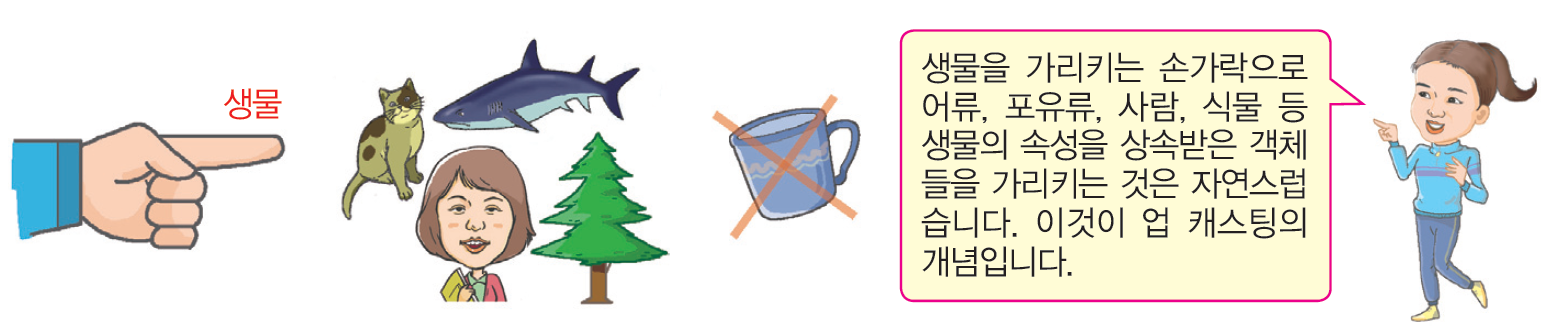 생물
생물을 가리키는 손가락으로
어류, 포유류, 사람, 식물 등
생물의 속성을 상속받은 객체
들을 가리키는 것은 자연스럽
습니다. 이것이 업 캐스팅의
개념입니다.